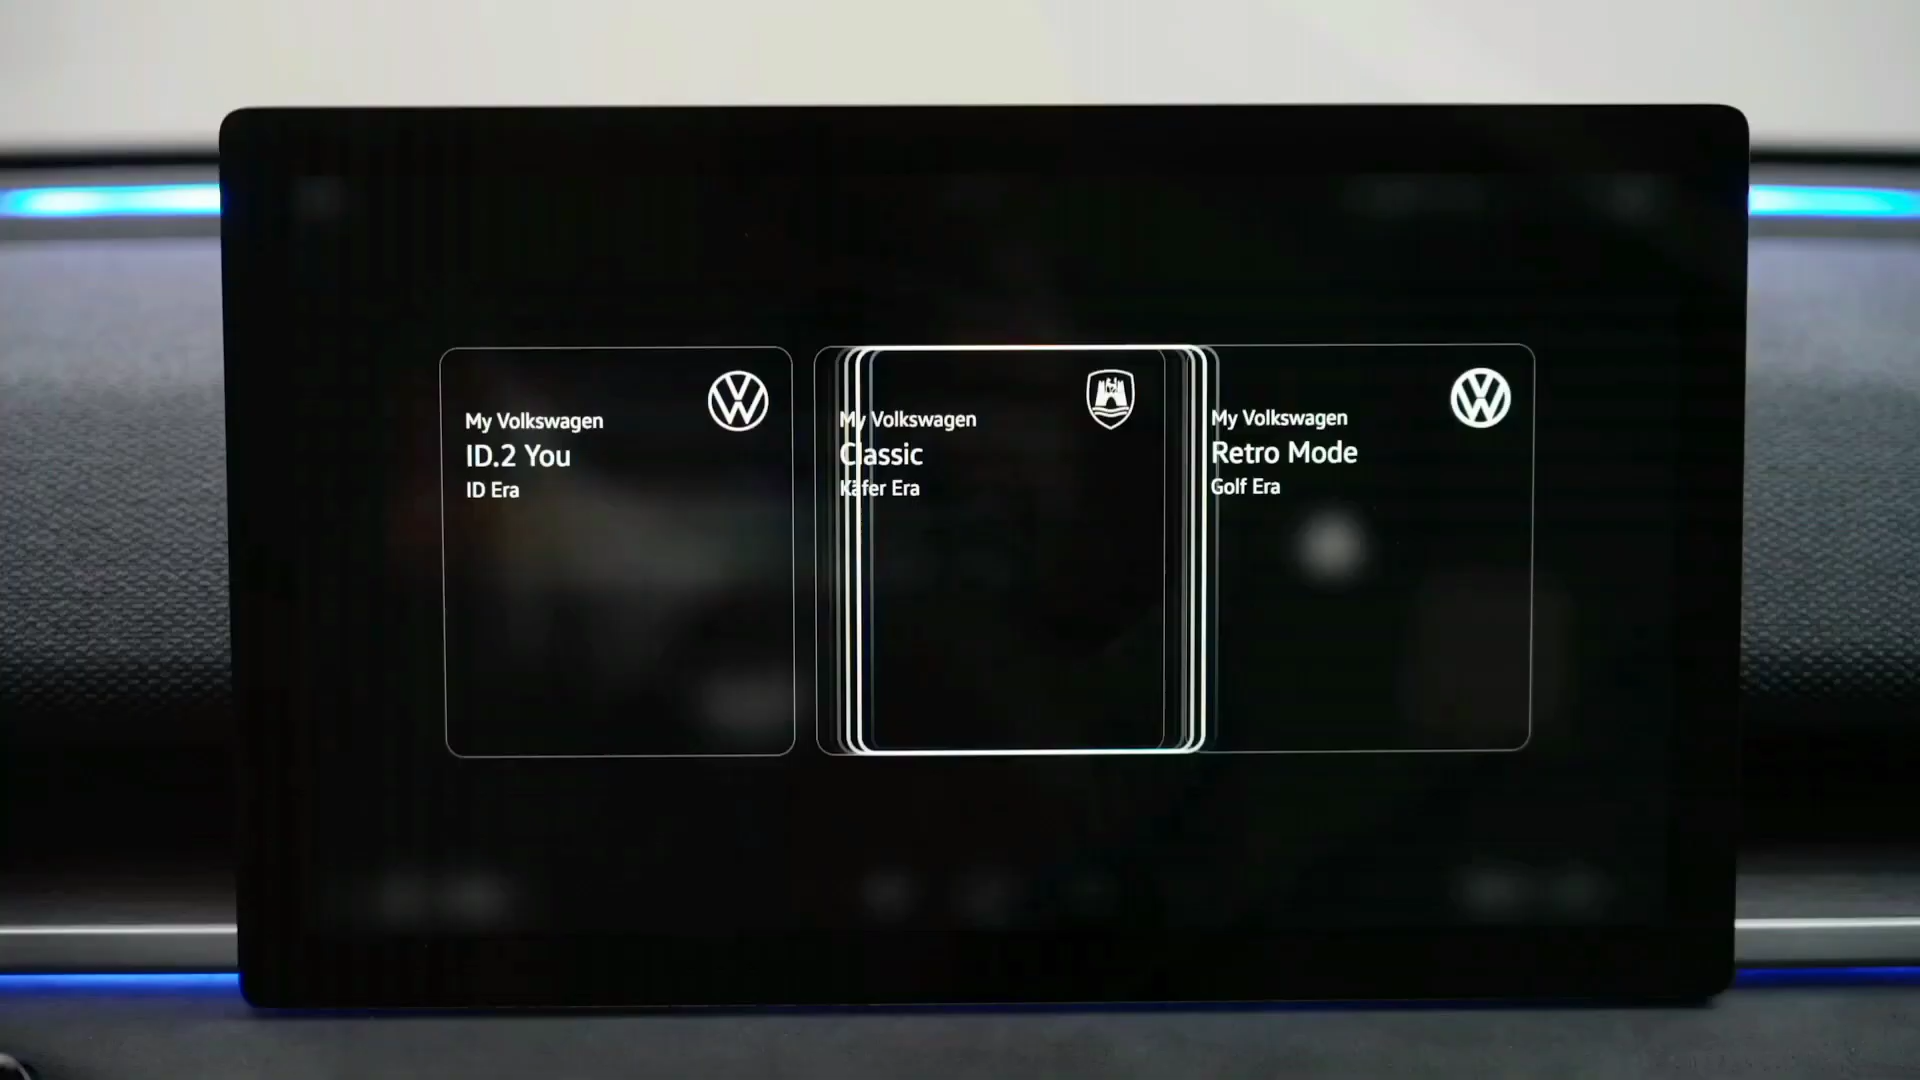 My Volkswagen
ID.2 You
ID Era
My Volkswagen
Classic
Käfer Era
My Volkswagen
Retro Mode
Golf Era